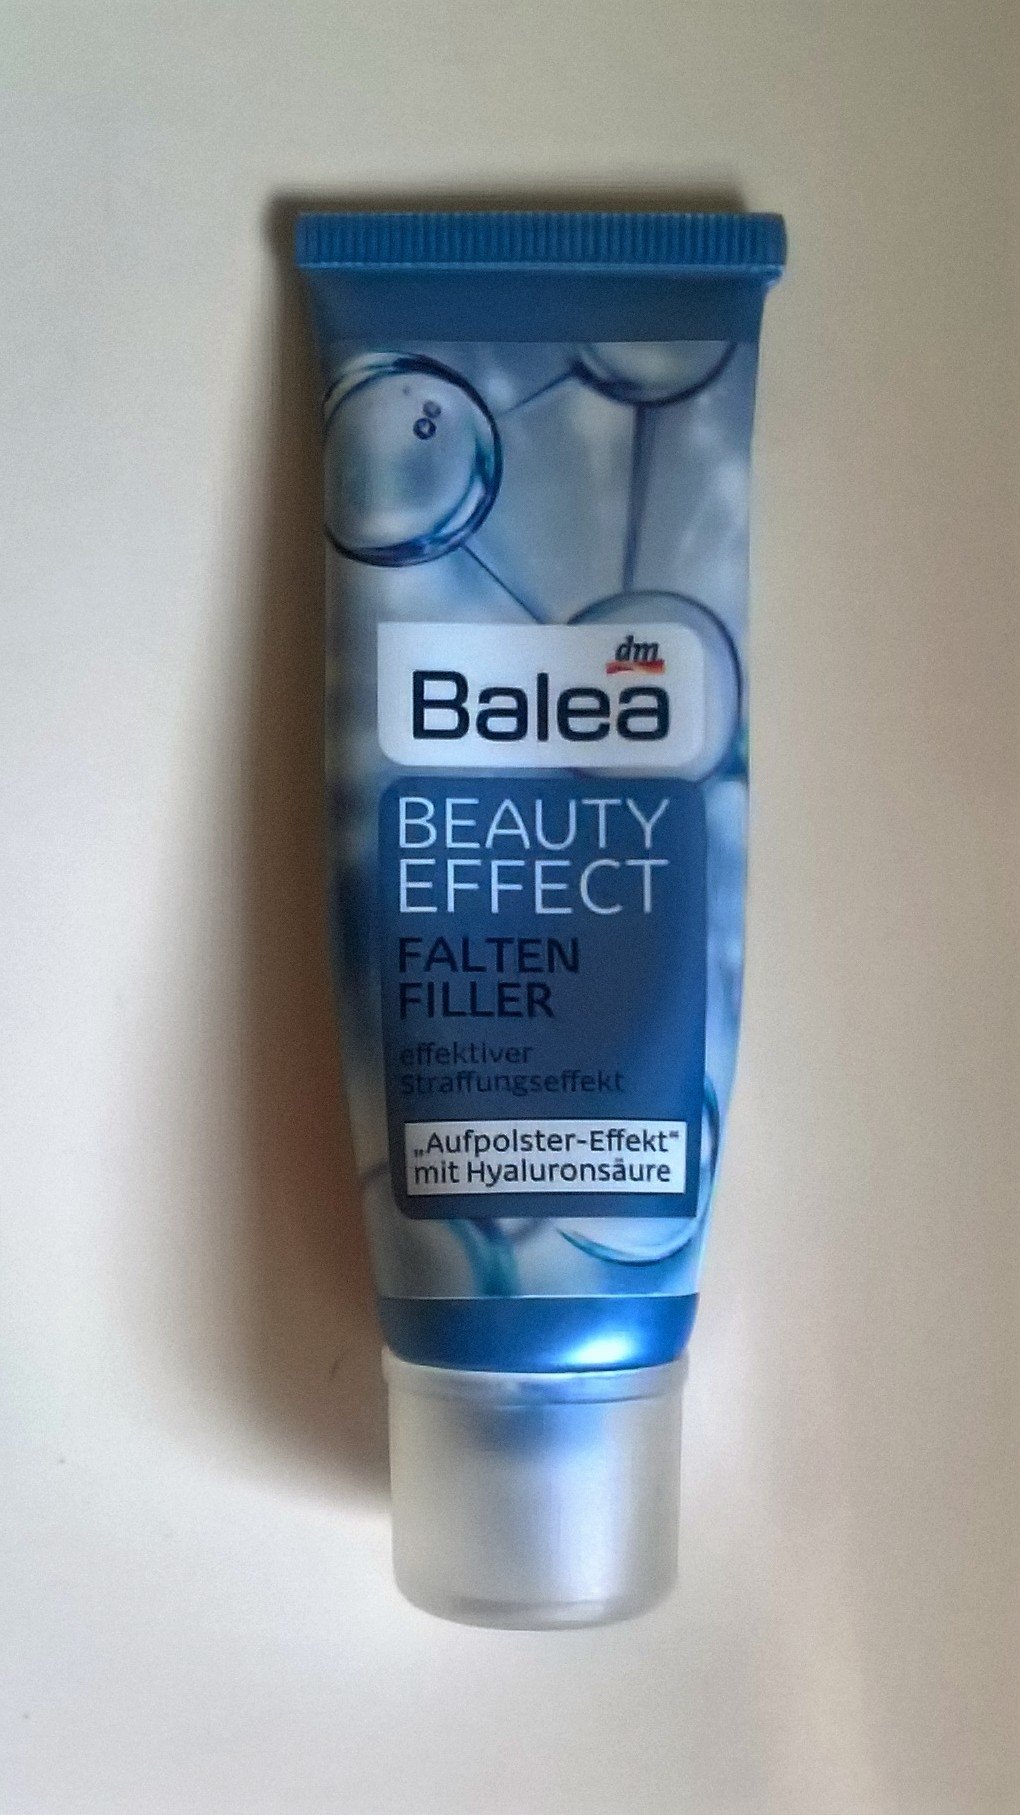 dm
Balea
BEAUTY
EFFECT
FALTEN
FILLER
effektiver
Straffungseffekt
„Aufpolster-Effekt“
mit Hyaluronsäure